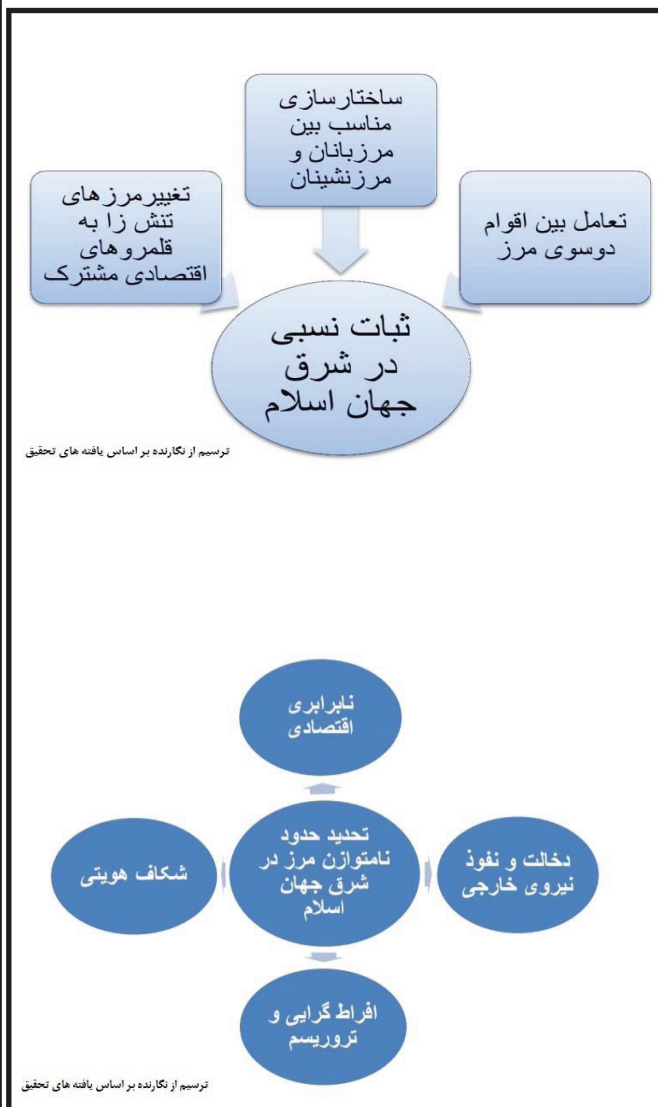 ساختارسازی
مناسب بین
مرزبانان و
مرزنشینان
تعامل بین اقوام
دوسوی مرز
تغییرمرزهای
تنش زا به
قلمروهای
اقتصادی مشترک
ثبات نسبی
در شرق
جهان اسلام
ترسیم از نگارنده بر اساس یافته های تحقیق
نابرابری
اقتصادی
دخالت و نفوذ
نیروی خارجی
تحدید حدود
نامتوازن مرز در
شرق جهان
اسلام
شکاف هویتی
افراط گرایی و
تروریسم
ترسیم از نگارنده بر اساس یافته های تحقیق